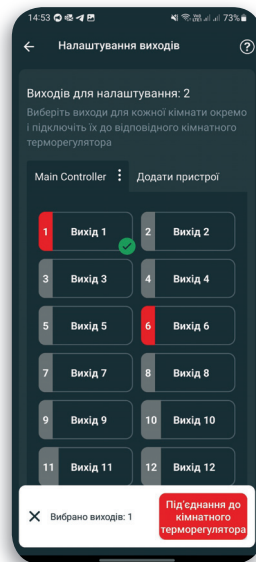 14:53 73%
Налаштування виходів ?
Виходів для налаштування: 2
Виберіть виходи для кожної кімнати окремо
і підключіть їх до відповідного кімнатного
терморегулятора
Main Controller Додати пристрої
1 Вихід 1 2 Вихід 2
3 Вихід 3 4 Вихід 4
5 Вихід 5 6 Вихід 6
7 Вихід 7 8 Вихід 8
9 Вихід 9 10 Вихід 10
11 Вихід 11 12 Вихід 12
Вибрано виходів: 1
Під'єднання до
кімнатного
терморегулятора